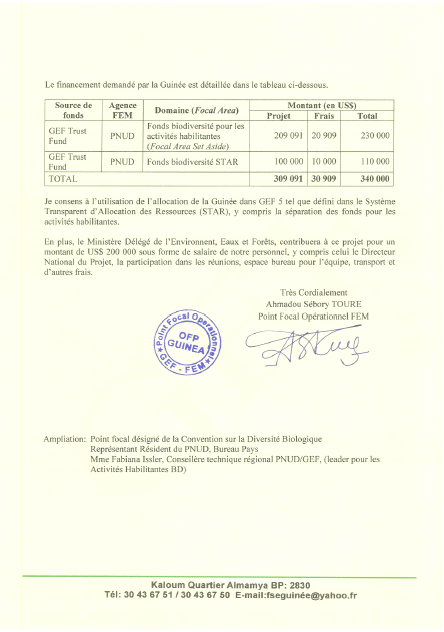 Le financement demandé par la Guinée est détaillée dans le tableau ci-dessous.
Source de fonds Agence FEM Domaine (Focal Area) Montant (en US$)
Projet Frais Total
GEF Trust Fund PNUD Fonds biodiversité pour les activités habilitantes (Focal Area Set Aside) 209 091 20 909 230 000
GEF Trust Fund PNUD Fonds biodiversité STAR 100 000 10 000 110 000
TOTAL 309 091 30 909 340 000
Je consens à l'utilisation de l'allocation de la Guinée dans GEF 5 tel que défini dans le Système
Transparent d'Allocation des Ressources (STAR), y compris la séparation des fonds pour les
activités habilitantes.
En plus, le Ministère Délégé de l'Environnent, Eaux et Forêts, contribuera à ce projet pour un
montant de US$ 200 000 sous forme de salaire de notre personnel, y compris celui le Directeur
National du Projet, la participation dans les réunions, espace bureau pour l'équipe, transport et
d'autres frais.
Très Cordialement
Ahmadou Sébory TOURE
Point Focal Opérationnel FEM
Point Focal Operationnel
OFP
GUINEA
GEF - FEM
Ampliation: Point focal désigné de la Convention sur la Diversité Biologique
Représentant Résident du PNUD, Bureau Pays
Mme Fabiana Issler, Conseilère technique régional PNUD/GEF, (leader pour les
Activités Habilitantes BD)
Kaloum Quartier Almamya BP: 2830
Tél: 30 43 67 51 / 30 43 67 50 E-mail:fseguinée@yahoo.fr